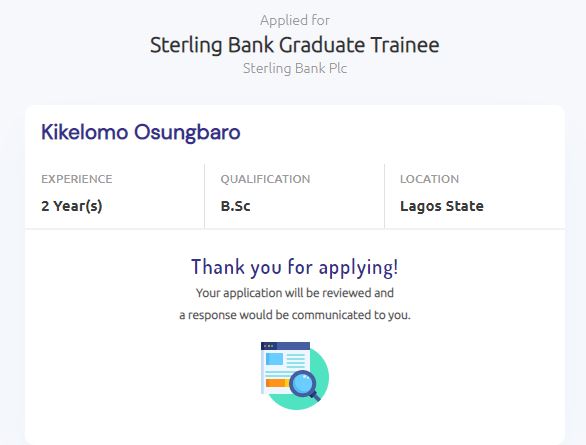 Applied for
Sterling Bank Graduate Trainee
Sterling Bank Plc
Kikelomo Osungbaro
EXPERIENCE QUALIFICATION LOCATION
2 Year(s) B.Sc Lagos State
Thank you for applying!
Your application will be reviewed and
a response would be communicated to you.